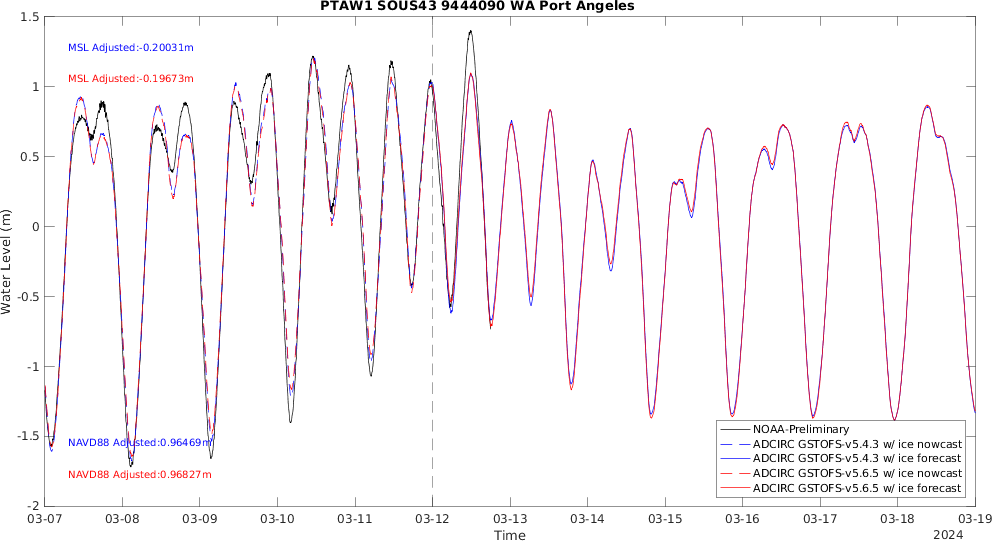 PTAW1 SOUS43 9444090 WA Port Angeles
1.5
MSL Adjusted:-0.20031m
MSL Adjusted:-0.19673m
1
0.5
0
-0.5
-1
-1.5
-2
Water Level (m)
NAVD88 Adjusted:0.96469m
NAVD88 Adjusted:0.96827m
NOAA-Preliminary
ADCIRC GSTOFS-v5.4.3 w/ ice nowcast
ADCIRC GSTOFS-v5.4.3 w/ ice forecast
ADCIRC GSTOFS-v5.6.5 w/ ice nowcast
ADCIRC GSTOFS-v5.6.5 w/ ice forecast
03-07 03-08 03-09 03-10 03-11 03-12 03-13 03-14 03-15 03-16 03-17 03-18 03-19
Time
2024